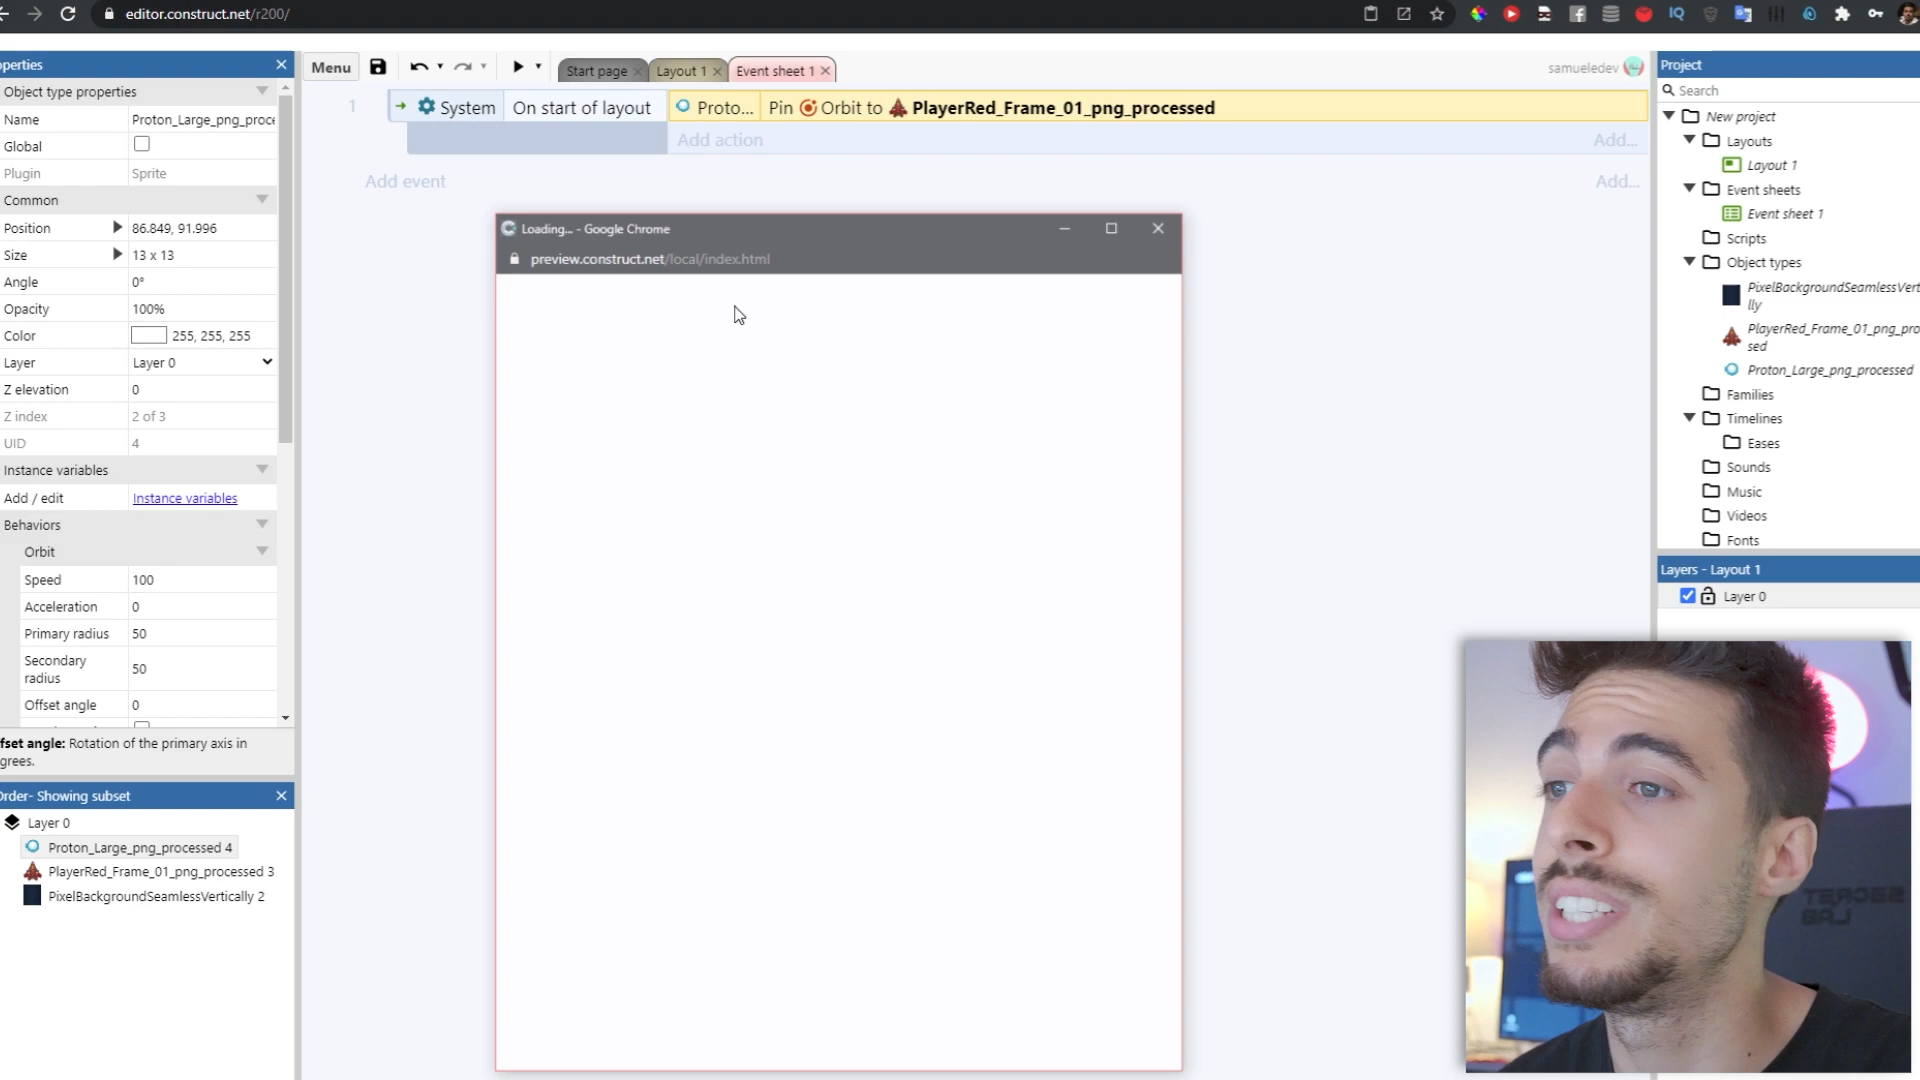 editor.construct.net/r200/
operties
Object type properties
Name Proton_Large_png_proce
Global
Plugin Sprite
Common
Position 86.849, 91.996
Size 13 x 13
Angle 0°
Opacity 100%
Color 255, 255, 255
Layer Layer 0
Z elevation 0
Z index 2 of 3
UID 4
Instance variables
Add / edit Instance variables
Behaviors
Orbit
Speed 100
Acceleration 0
Primary radius 50
Secondary radius 50
Offset angle 0
fset angle: Rotation of the primary axis in
grees.
Order- Showing subset
Layer 0
Proton_Large_png_processed 4
PlayerRed_Frame_01_png_processed 3
PixelBackgroundSeamlessVertically 2
Menu
Start page
Layout 1
Event sheet 1
samueledev
1 System On start of layout Proto... Pin Orbit to PlayerRed_Frame_01_png_processed
Add action Add...
Add event Add...
Loading... - Google Chrome
preview.construct.net/local/index.html
Project
Search
New project
Layouts
Layout 1
Event sheets
Event sheet 1
Scripts
Object types
PixelBackgroundSeamlessVert
lly
PlayerRed_Frame_01_png_pro
sed
Proton_Large_png_processed
Families
Timelines
Eases
Sounds
Music
Videos
Fonts
Layers - Layout 1
Layer 0